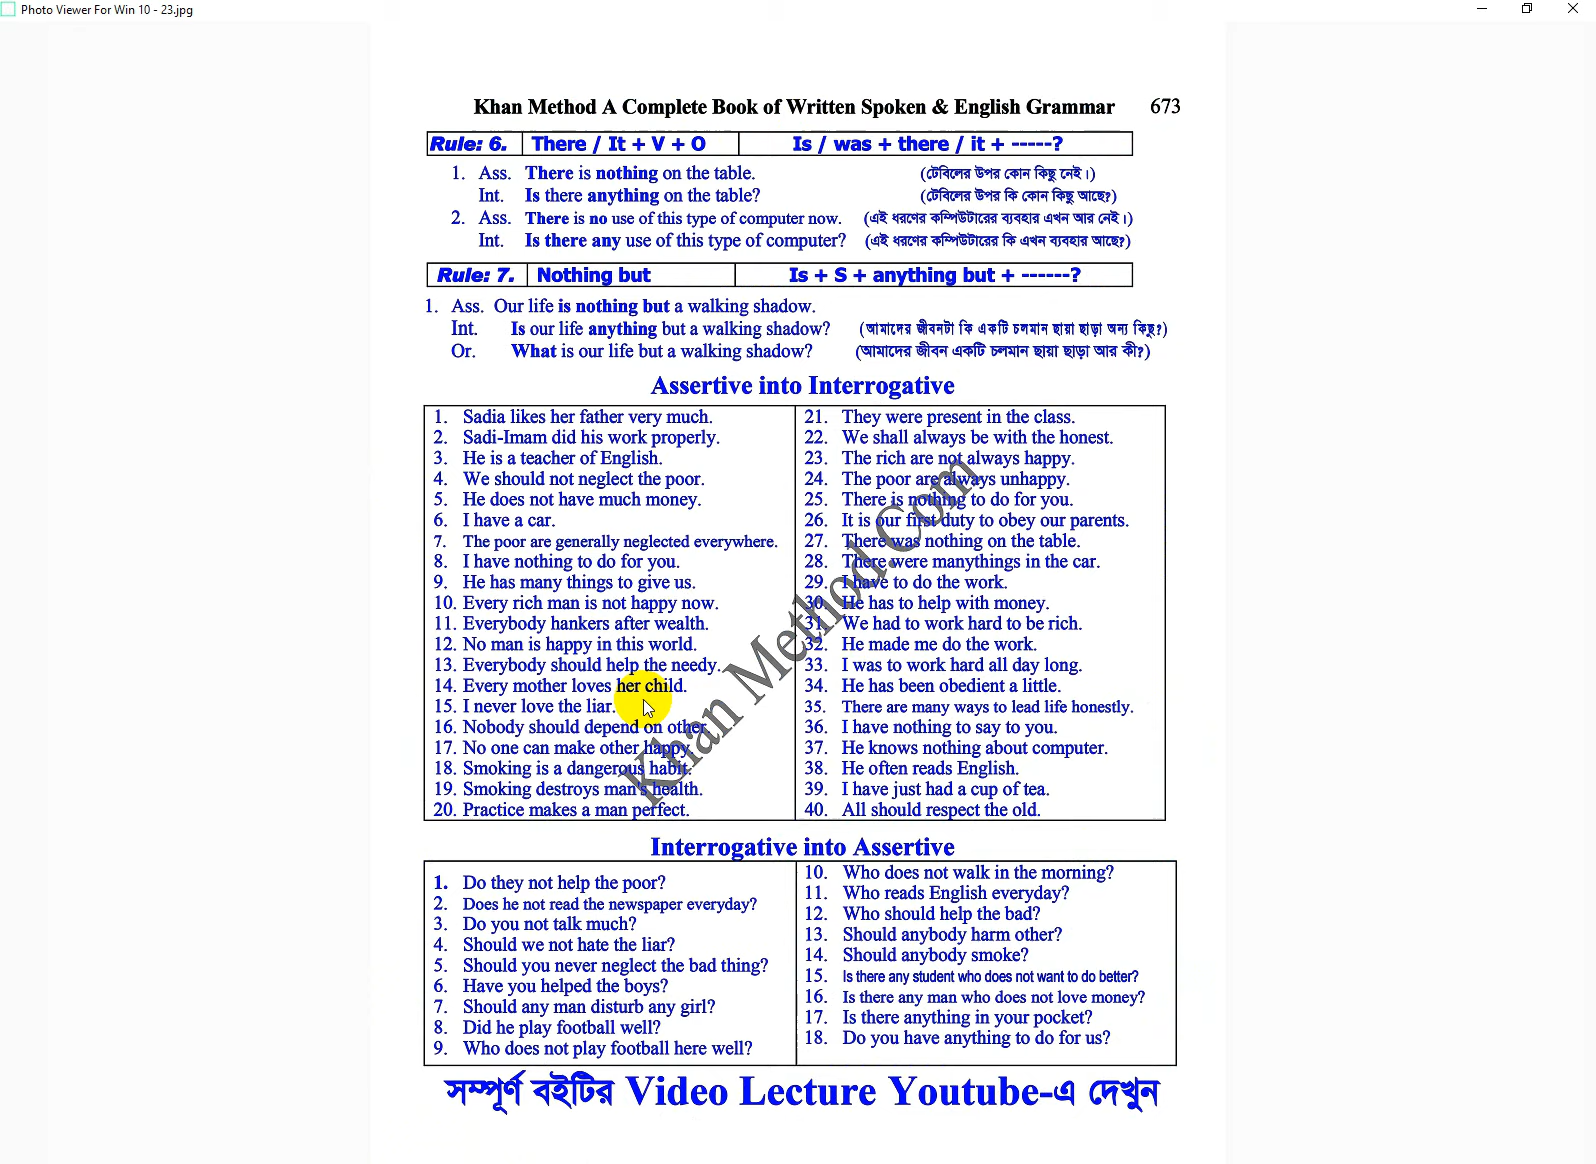 Photo Viewer For Win 10 - 23.jpg
Khan Method A Complete Book of Written Spoken & English Grammar 673
Rule: 6. There / It + V + O Is / was + there / it + -----?
1. Ass. There is nothing on the table. (টেবিলের উপর কোন কিছু নেই।)
Int. Is there anything on the table? (টেবিলের উপর কি কোন কিছু আছে?)
2. Ass. There is no use of this type of computer now. (এই ধরণের কম্পিউটারের ব্যবহার এখন আর নেই।)
Int. Is there any use of this type of computer? (এই ধরণের কম্পিউটারের কি এখন ব্যবহার আছে?)
Rule: 7. Nothing but Is + S + anything but + ------?
1. Ass. Our life is nothing but a walking shadow.
Int. Is our life anything but a walking shadow? (আমাদের জীবনটা কি একটি চলমান ছায়া ছাড়া অন্য কিছু?)
Or. What is our life but a walking shadow? (আমাদের জীবন একটি চলমান ছায়া ছাড়া আর কী?)
Assertive into Interrogative
1. Sadia likes her father very much.
2. Sadi-Imam did his work properly.
3. He is a teacher of English.
4. We should not neglect the poor.
5. He does not have much money.
6. I have a car.
7. The poor are generally neglected everywhere.
8. I have nothing to do for you.
9. He has many things to give us.
10. Every rich man is not happy now.
11. Everybody hankers after wealth.
12. No man is happy in this world.
13. Everybody should help the needy.
14. Every mother loves her child.
15. I never love the liar.
16. Nobody should depend on other.
17. No one can make other happy.
18. Smoking is a dangerous habit.
19. Smoking destroys man's health.
20. Practice makes a man perfect.
21. They were present in the class.
22. We shall always be with the honest.
23. The rich are not always happy.
24. The poor are always unhappy.
25. There is nothing to do for you.
26. It is our first duty to obey our parents.
27. There was nothing on the table.
28. There were manythings in the car.
29. I have to do the work.
30. He has to help with money.
31. We had to work hard to be rich.
32. He made me do the work.
33. I was to work hard all day long.
34. He has been obedient a little.
35. There are many ways to lead life honestly.
36. I have nothing to say to you.
37. He knows nothing about computer.
38. He often reads English.
39. I have just had a cup of tea.
40. All should respect the old.
Khan Method.Com
Interrogative into Assertive
1. Do they not help the poor?
2. Does he not read the newspaper everyday?
3. Do you not talk much?
4. Should we not hate the liar?
5. Should you never neglect the bad thing?
6. Have you helped the boys?
7. Should any man disturb any girl?
8. Did he play football well?
9. Who does not play football here well?
10. Who does not walk in the morning?
11. Who reads English everyday?
12. Who should help the bad?
13. Should anybody harm other?
14. Should anybody smoke?
15. Is there any student who does not want to do better?
16. Is there any man who does not love money?
17. Is there anything in your pocket?
18. Do you have anything to do for us?
সম্পূর্ণ বইটির Video Lecture Youtube-এ দেখুন